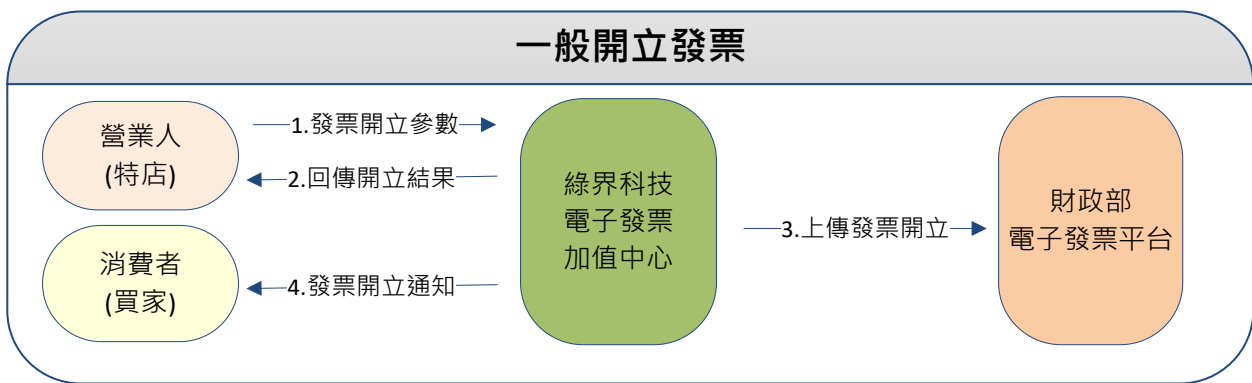 一般開立發票
營業人
(特店)
1.發票開立參數
2.回傳開立結果
消費者
(買家)
4.發票開立通知
綠界科技
電子發票
加值中心
3.上傳發票開立
財政部
電子發票平台